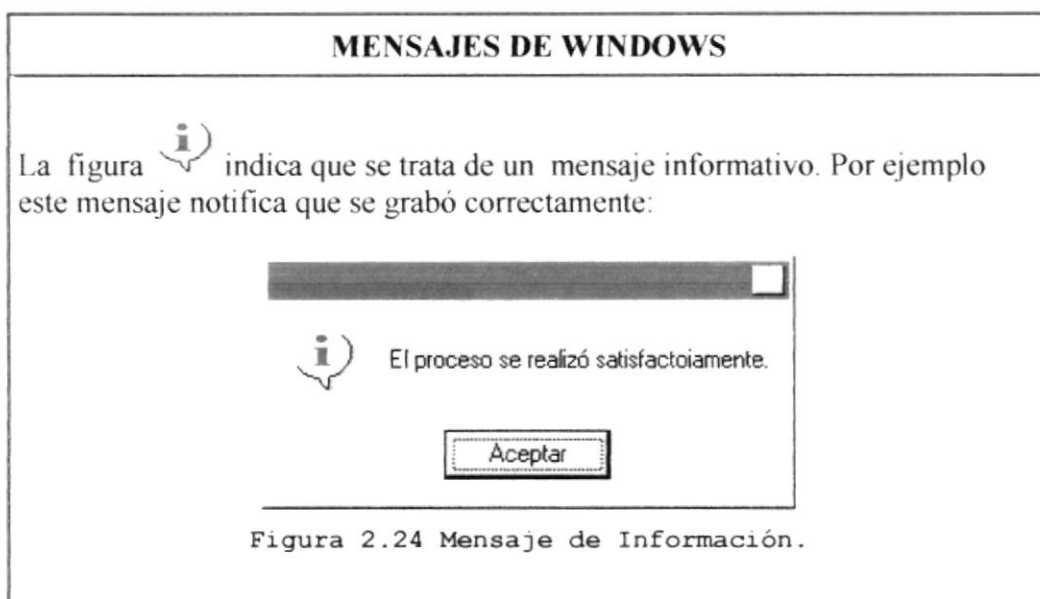 MENSAJES DE WINDOWS
La figura i indica que se trata de un mensaje informativo. Por ejemplo
este mensaje notifica que se grabó correctamente:
i El proceso se realizó satisfactoiamente.
Aceptar
Figura 2.24 Mensaje de Información.